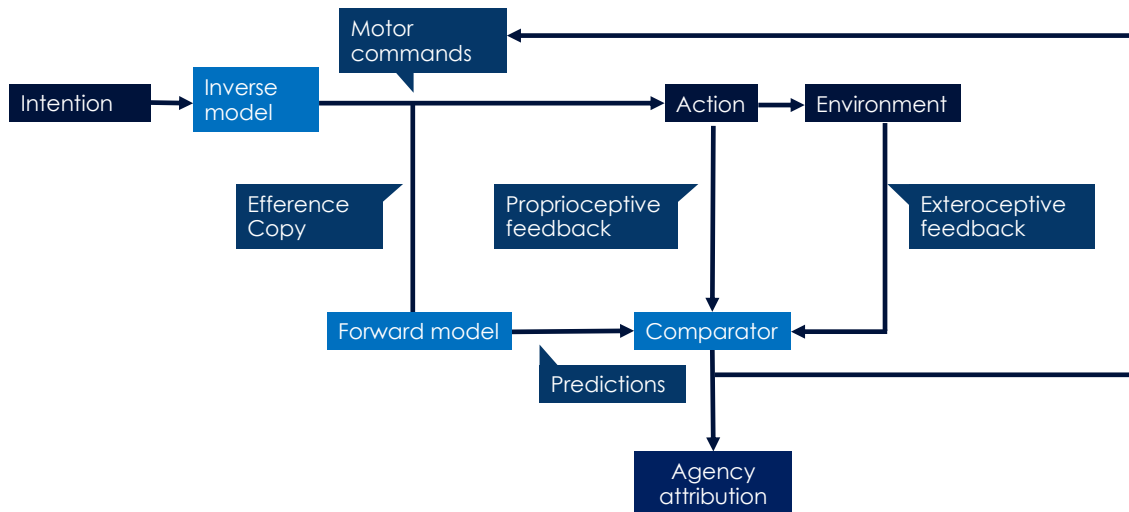 Motor
commands
Intention
Inverse
model
Action
Environment
Efference
Copy
Proprioceptive
feedback
Exteroceptive
feedback
Forward model
Comparator
Predictions
Agency
attribution